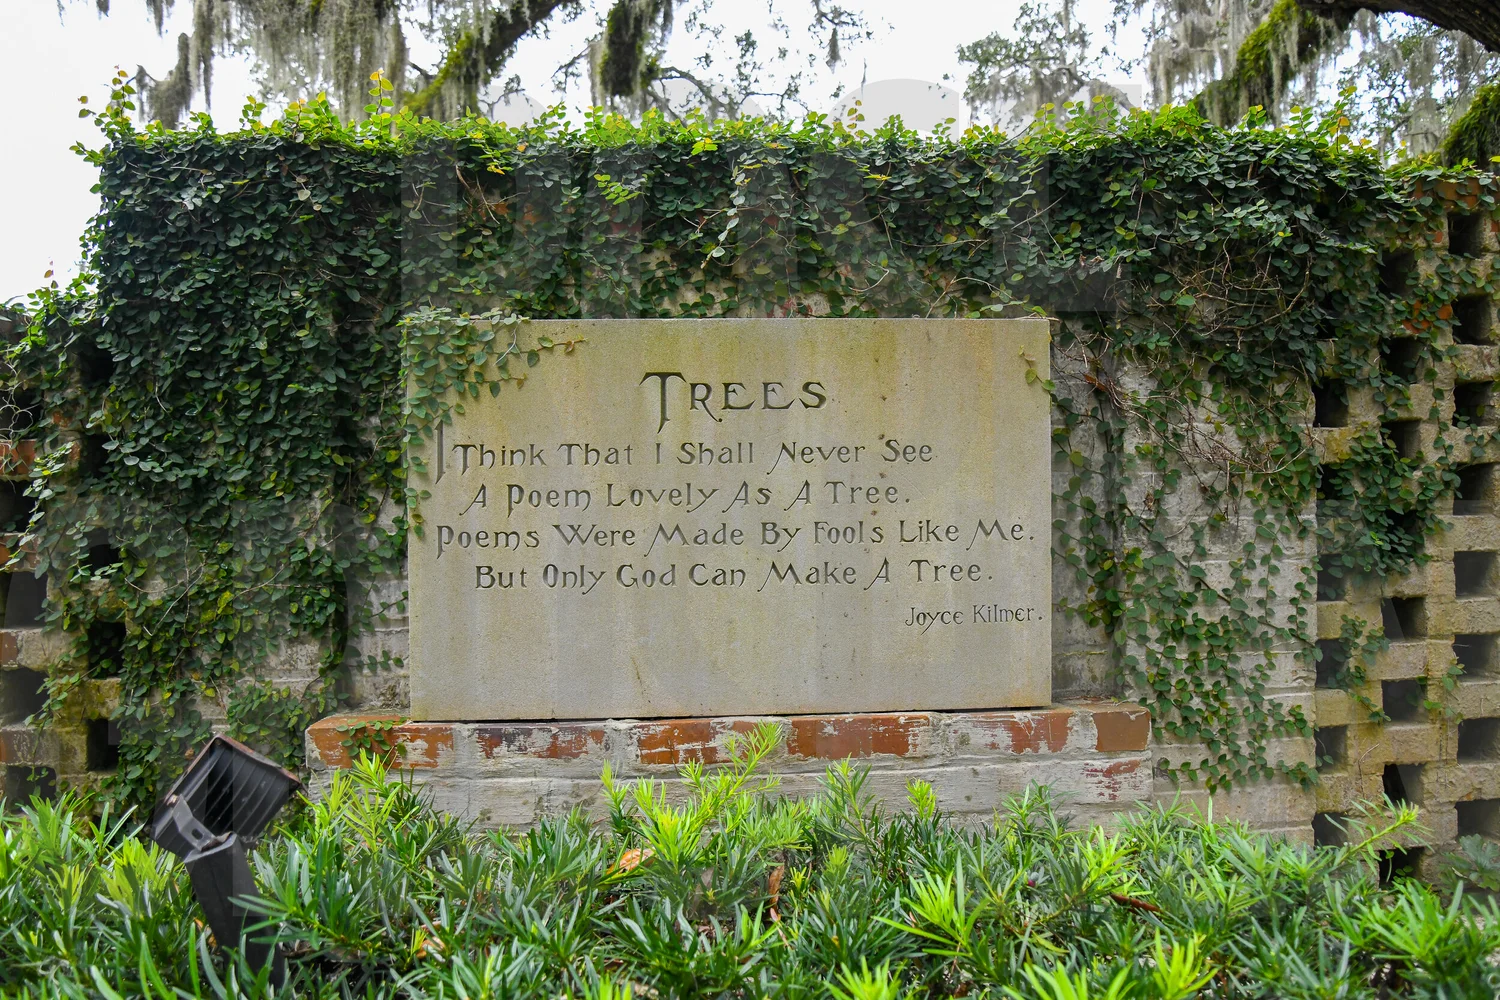 Trees
I Think That I Shall Never See
A Poem Lovely As A Tree.
Poems Were Made By Fools Like Me.
But Only God Can Make A Tree.
Joyce Kilmer.